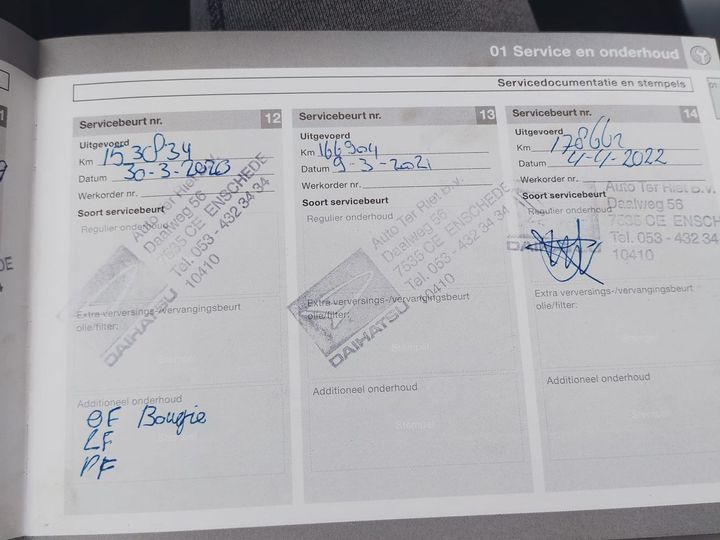 01 Service en onderhoud
Servicedocumentatie en stempels
Servicebeurt nr. 12
Uitgevoerd
Km 153834
Datum 30-3-2020
Werkorder nr.
Soort servicebeurt
Regulier onderhoud
Auto Ter Riet b.v.
Daalweg 56
7535 CE ENSCHEDE
Tel. 053 - 432 34 34
10410
DAIHATSU
Extra verversings-/vervangingsbeurt
olie/filter:
Stempel
Additioneel onderhoud
OF Bougie
LF
PF
Servicebeurt nr. 13
Uitgevoerd
Km 166904
Datum 9-3-2021
Werkorder nr.
Soort servicebeurt
Regulier onderhoud
Auto Ter Riet b.v.
Daalweg 56
7535 CE ENSCHEDE
Tel. 053 - 432 34 34
10410
DAIHATSU
Extra verversings-/vervangingsbeurt
olie/filter:
Stempel
Additioneel onderhoud
Stempel
Servicebeurt nr. 14
Uitgevoerd
Km 178662
Datum 4-4-2022
Werkorder nr.
Soort servicebeurt
Regulier onderhoud
Auto Ter Riet b.v.
Daalweg 56
7535 CE ENSCH
Tel. 053 - 432 34
10410
DAIHATSU
Extra verversings-/vervangingsbeurt
olie/filter:
Stempel
Additioneel onderhoud
Stempel